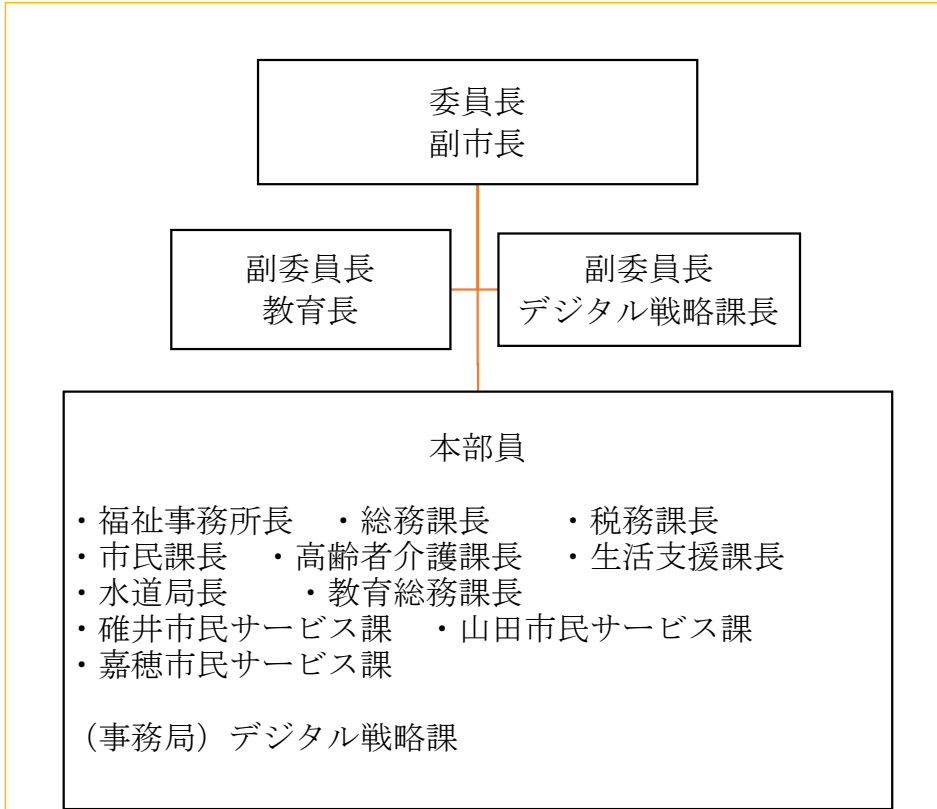 委員長
副市長
副委員長
教育長
副委員長
デジタル戦略課長
本部員
・福祉事務所長　・総務課長　　・税務課長
・市民課長　・高齢者介護課長　・生活支援課長
・水道局長　　・教育総務課長
・碓井市民サービス課　・山田市民サービス課
・嘉穂市民サービス課
（事務局）デジタル戦略課